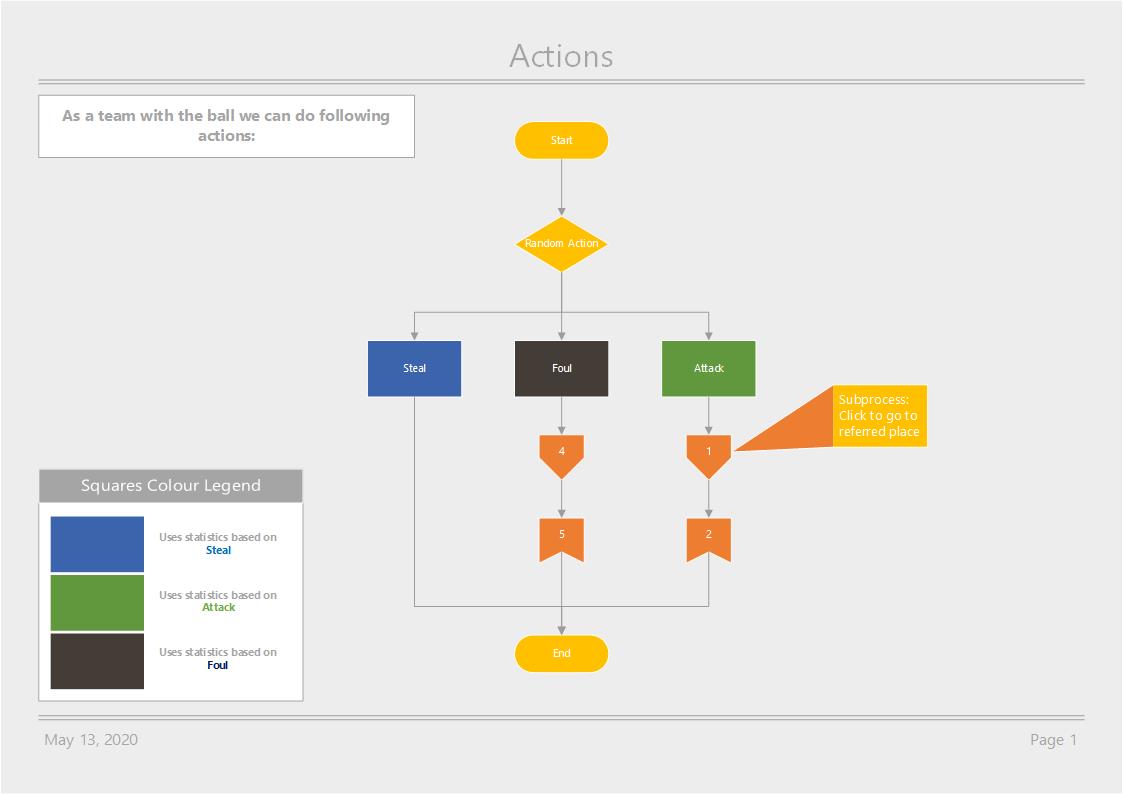 Actions
As a team with the ball we can do following
actions:
Start
Random Action
Steal
Foul
Attack
Subprocess:
Click to go to
referred place
4
1
5
2
End
Squares Colour Legend
Uses statistics based on
Steal
Uses statistics based on
Attack
Uses statistics based on
Foul
May 13, 2020
Page 1